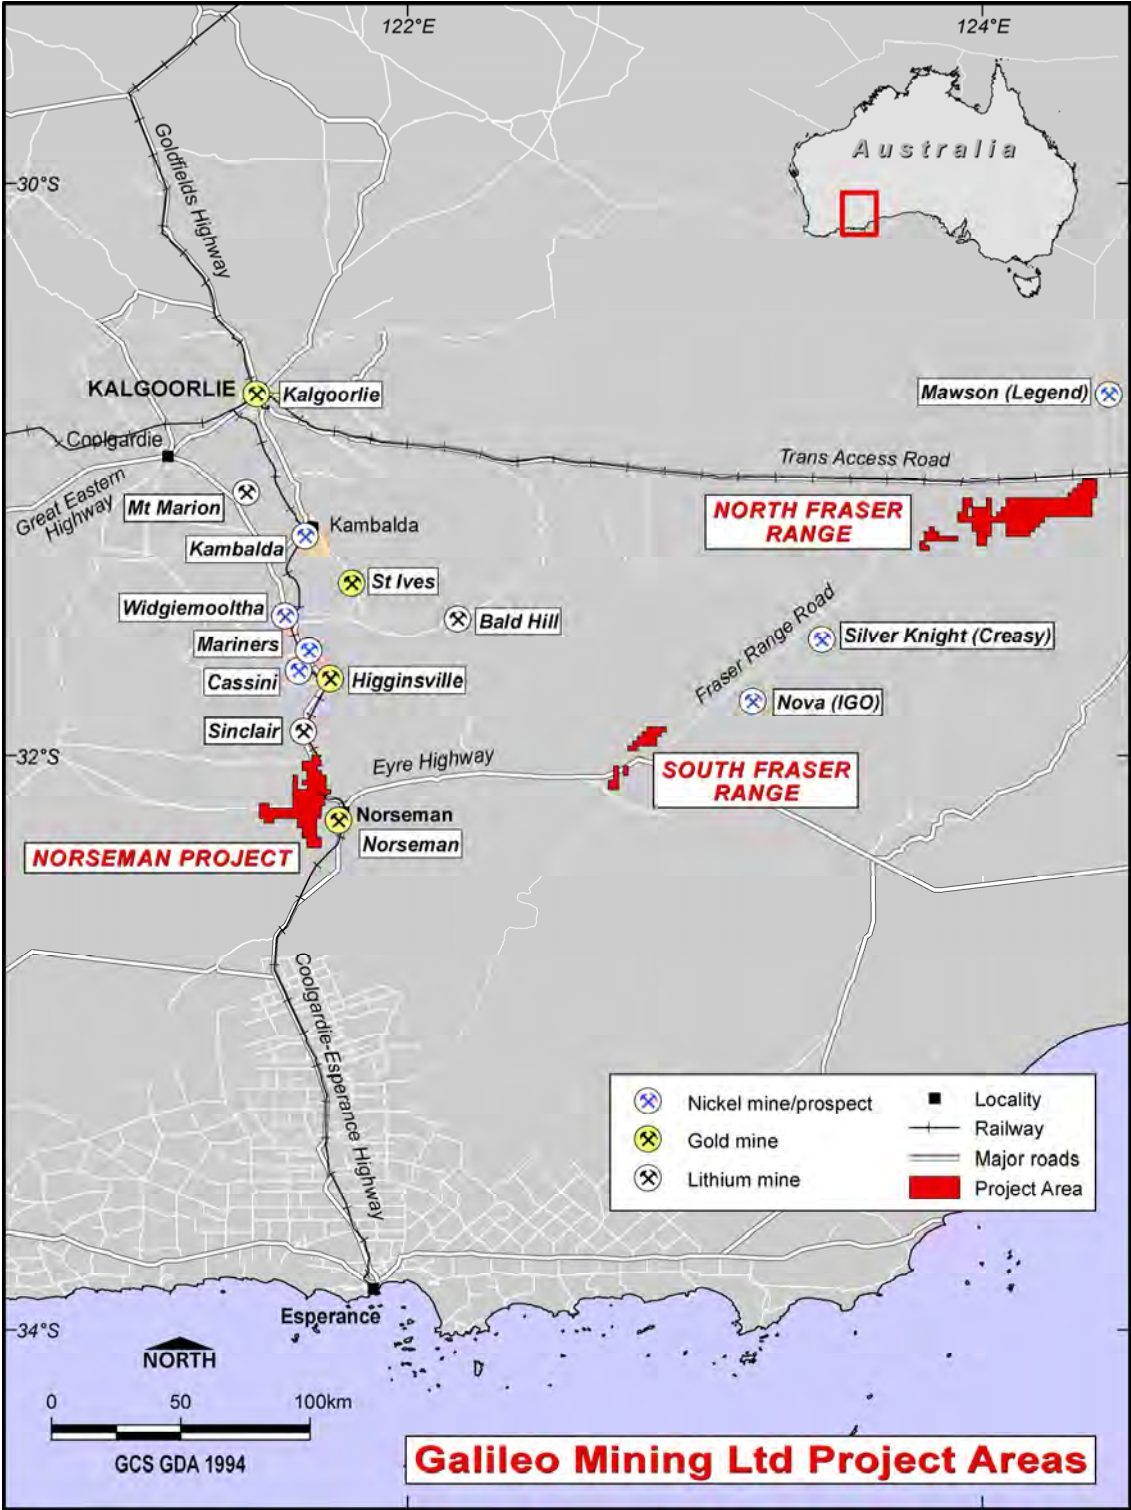 122°E
124°E
Australia
30°S
Goldfields Highway
KALGOORLIE
Kalgoorlie
Mawson (Legend)
Coolgardie
Trans Access Road
Great Eastern
Highway
Mt Marion
NORTH FRASER
RANGE
Kambalda
Kambalda
St Ives
Widgiemooltha
Bald Hill
Fraser Range Road
Silver Knight (Creasy)
Mariners
Cassini
Higginsville
Nova (IGO)
Sinclair
32°S
Eyre Highway
SOUTH FRASER
RANGE
Norseman
Norseman
NORSEMAN PROJECT
Coolgardie-Esperance Highway
Nickel mine/prospect
Gold mine
Lithium mine
Locality
Railway
Major roads
Project Area
Esperance
34°S
NORTH
0 50 100km
GCS GDA 1994
Galileo Mining Ltd Project Areas